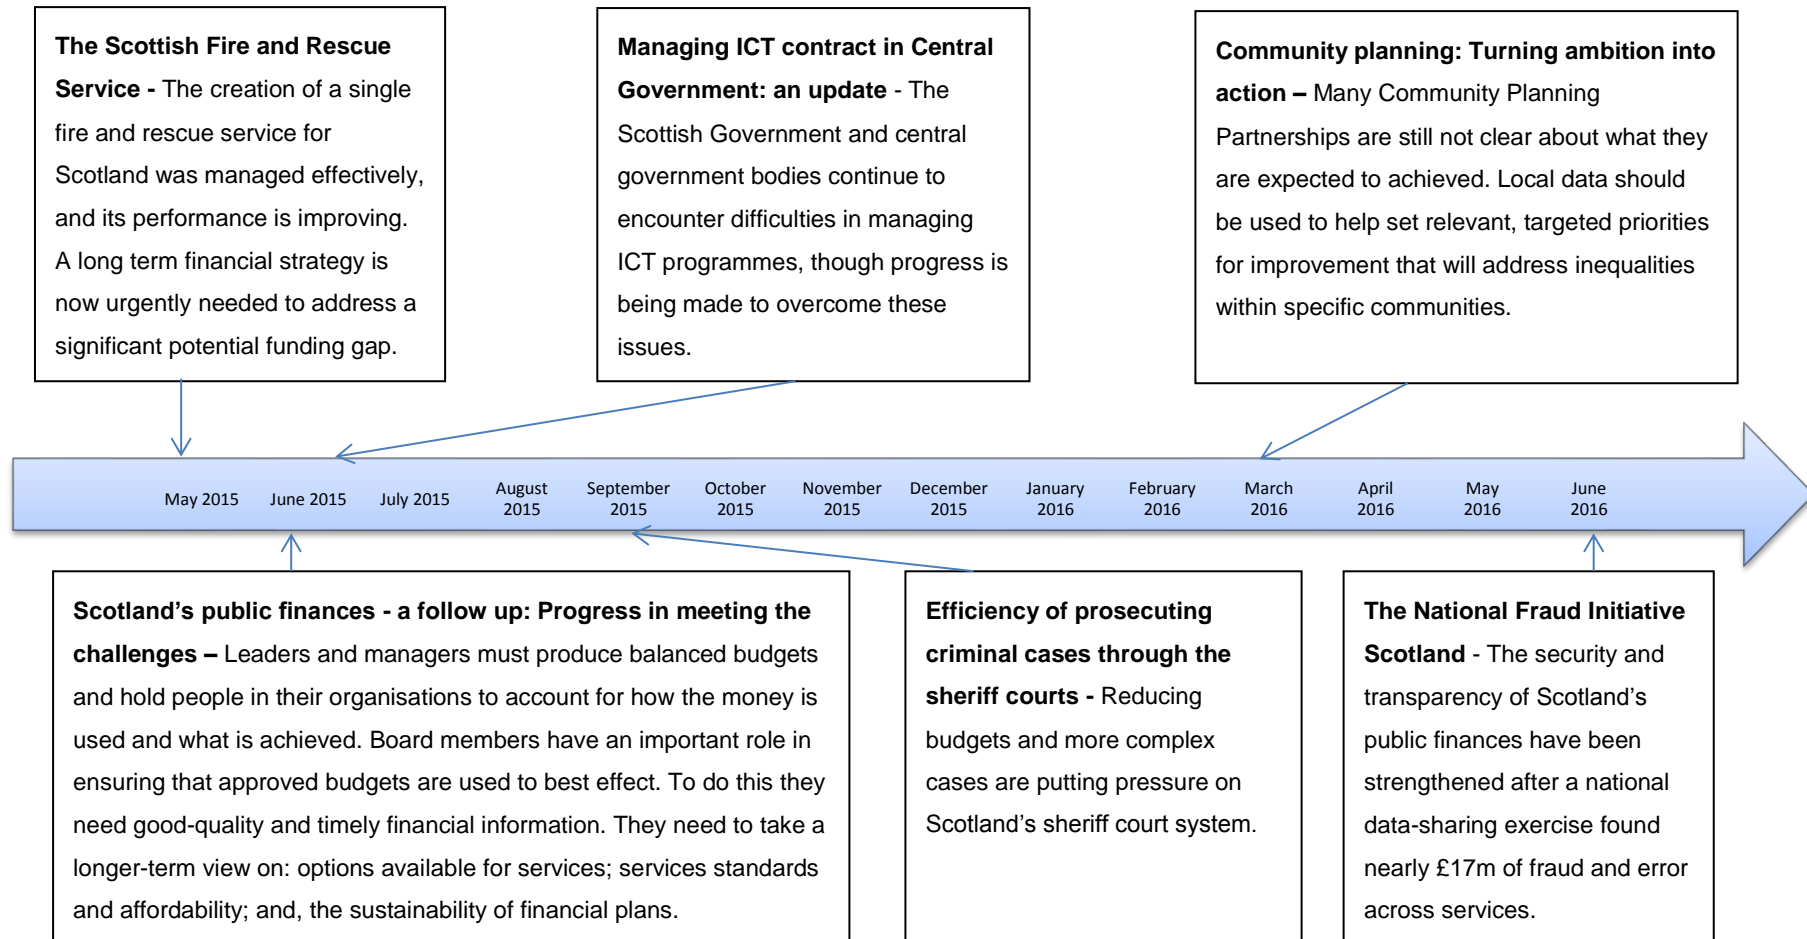 The Scottish Fire and Rescue
Service - The creation of a single
fire and rescue service for
Scotland was managed effectively,
and its performance is improving.
A long term financial strategy is
now urgently needed to address a
significant potential funding gap.
Managing ICT contract in Central
Government: an update - The
Scottish Government and central
government bodies continue to
encounter difficulties in managing
ICT programmes, though progress is
being made to overcome these
issues.
Community planning: Turning ambition into
action – Many Community Planning
Partnerships are still not clear about what they
are expected to achieved. Local data should
be used to help set relevant, targeted priorities
for improvement that will address inequalities
within specific communities.
May 2015
June 2015
July 2015
August
2015
September
2015
October
2015
November
2015
December
2015
January
2016
February
2016
March
2016
April
2016
May
2016
June
2016
Scotland’s public finances - a follow up: Progress in meeting the
challenges – Leaders and managers must produce balanced budgets
and hold people in their organisations to account for how the money is
used and what is achieved. Board members have an important role in
ensuring that approved budgets are used to best effect. To do this they
need good-quality and timely financial information. They need to take a
longer-term view on: options available for services; services standards
and affordability; and, the sustainability of financial plans.
Efficiency of prosecuting
criminal cases through the
sheriff courts - Reducing
budgets and more complex
cases are putting pressure on
Scotland’s sheriff court system.
The National Fraud Initiative
Scotland - The security and
transparency of Scotland’s
public finances have been
strengthened after a national
data-sharing exercise found
nearly £17m of fraud and error
across services.